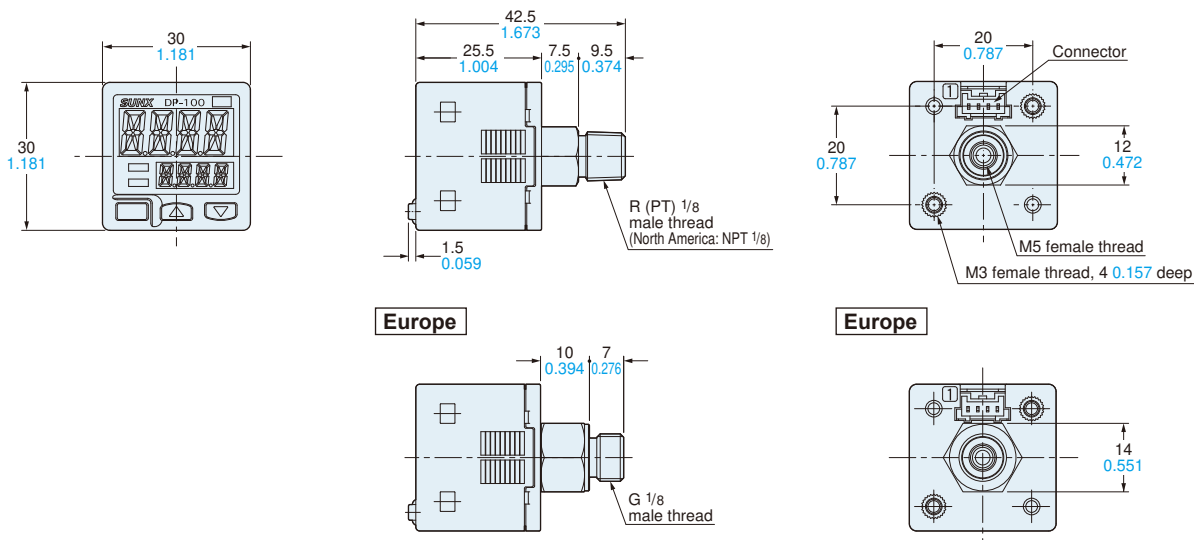 30
1.181
30
1.181
SUNX DP-100
42.5
1.673
25.5
1.004
7.5
0.295
9.5
0.374
R (PT) 1/8
male thread
(North America: NPT 1/8)
1.5
0.059
20
0.787
Connector
1
20
0.787
12
0.472
M5 female thread
M3 female thread, 4 0.157 deep
Europe
10
0.394
7
0.276
G 1/8
male thread
Europe
1
14
0.551